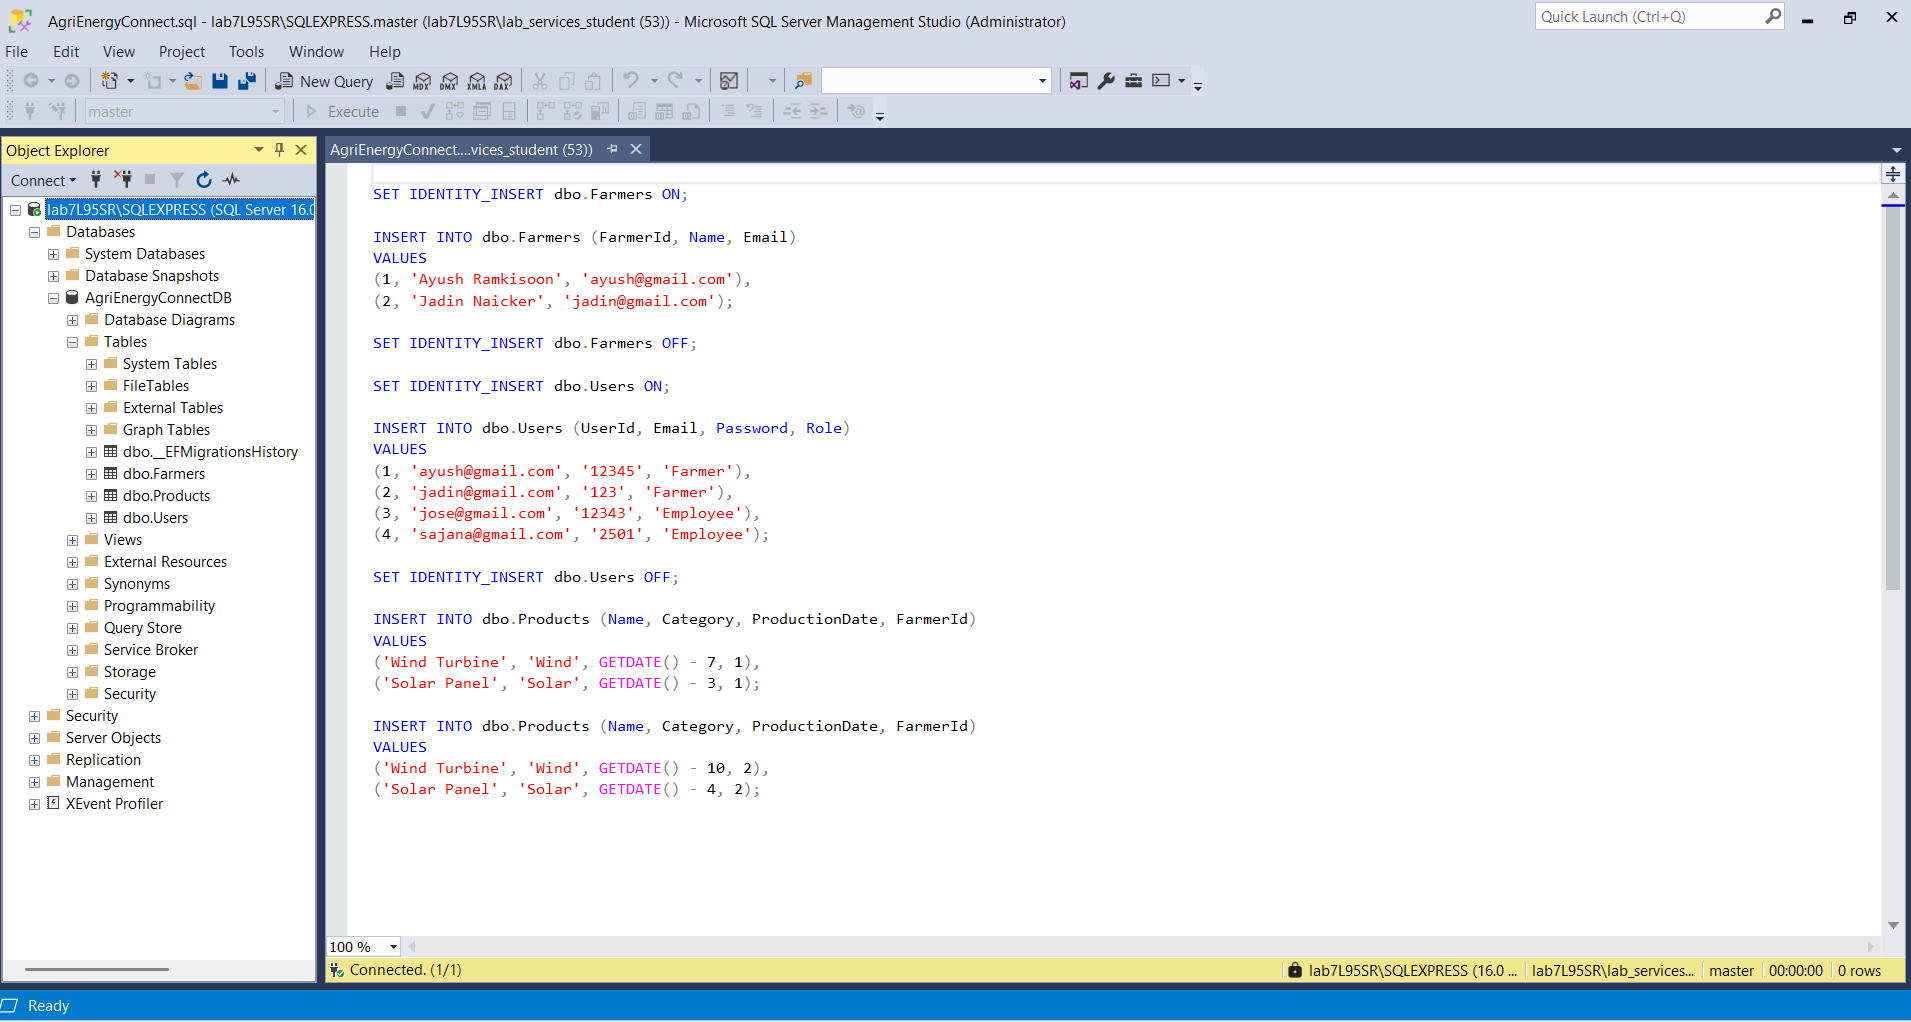 AgriEnergyConnect.sql - lab7L95SR\SQLEXPRESS.master (lab7L95SR\lab_services_student (53)) - Microsoft SQL Server Management Studio (Administrator)
Quick Launch (Ctrl+Q)
File Edit View Project Tools Window Help
New Query MDX DMX XMLA DAX
master Execute
Object Explorer
AgriEnergyConnect....vices_student (53))
Connect
lab7L95SR\SQLEXPRESS (SQL Server 16.0
Databases
System Databases
Database Snapshots
AgriEnergyConnectDB
Database Diagrams
Tables
System Tables
FileTables
External Tables
Graph Tables
dbo.__EFMigrationsHistory
dbo.Farmers
dbo.Products
dbo.Users
Views
External Resources
Synonyms
Programmability
Query Store
Service Broker
Storage
Security
Security
Server Objects
Replication
Management
XEvent Profiler
SET IDENTITY_INSERT dbo.Farmers ON;
INSERT INTO dbo.Farmers (FarmerId, Name, Email)
VALUES
(1, 'Ayush Ramkisoon', 'ayush@gmail.com'),
(2, 'Jadin Naicker', 'jadin@gmail.com');
SET IDENTITY_INSERT dbo.Farmers OFF;
SET IDENTITY_INSERT dbo.Users ON;
INSERT INTO dbo.Users (UserId, Email, Password, Role)
VALUES
(1, 'ayush@gmail.com', '12345', 'Farmer'),
(2, 'jadin@gmail.com', '123', 'Farmer'),
(3, 'jose@gmail.com', '12343', 'Employee'),
(4, 'sajana@gmail.com', '2501', 'Employee');
SET IDENTITY_INSERT dbo.Users OFF;
INSERT INTO dbo.Products (Name, Category, ProductionDate, FarmerId)
VALUES
('Wind Turbine', 'Wind', GETDATE() - 7, 1),
('Solar Panel', 'Solar', GETDATE() - 3, 1);
INSERT INTO dbo.Products (Name, Category, ProductionDate, FarmerId)
VALUES
('Wind Turbine', 'Wind', GETDATE() - 10, 2),
('Solar Panel', 'Solar', GETDATE() - 4, 2);
100 %
Connected. (1/1) lab7L95SR\SQLEXPRESS (16.0 ... lab7L95SR\lab_services... master 00:00:00 0 rows
Ready